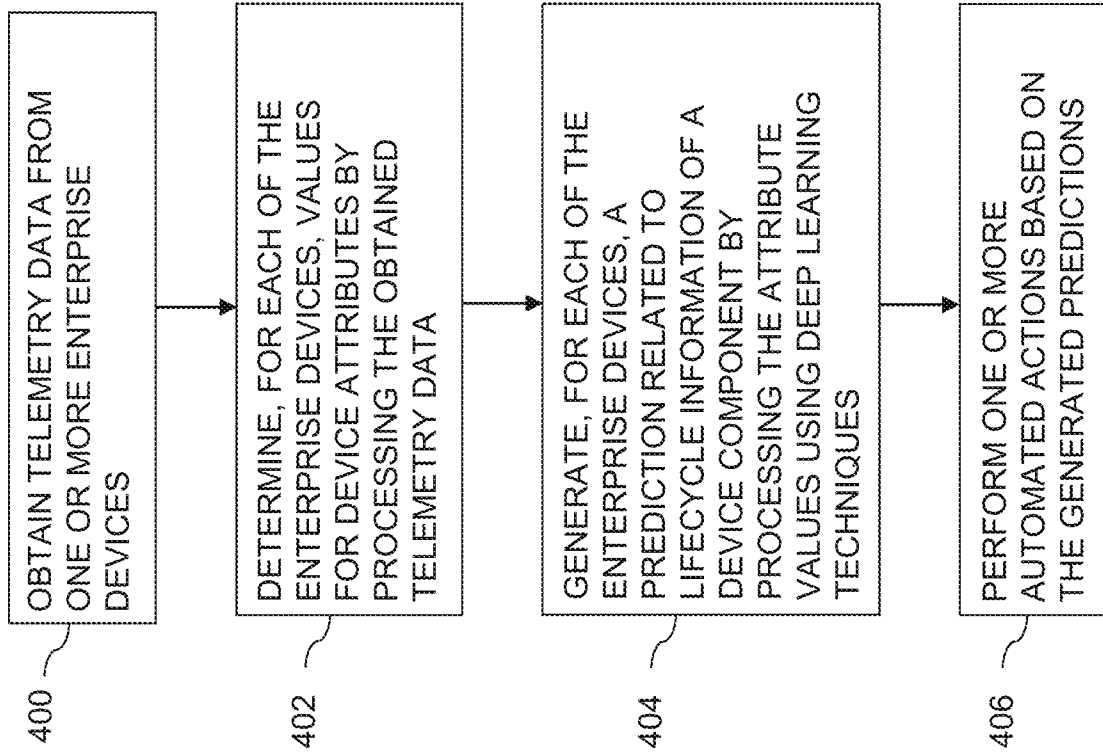 400
OBTAIN TELEMETRY DATA FROM
ONE OR MORE ENTERPRISE
DEVICES
402
DETERMINE, FOR EACH OF THE
ENTERPRISE DEVICES, VALUES
FOR DEVICE ATTRIBUTES BY
PROCESSING THE OBTAINED
TELEMETRY DATA
404
GENERATE, FOR EACH OF THE
ENTERPRISE DEVICES, A
PREDICTION RELATED TO
LIFECYCLE INFORMATION OF A
DEVICE COMPONENT BY
PROCESSING THE ATTRIBUTE
VALUES USING DEEP LEARNING
TECHNIQUES
406
PERFORM ONE OR MORE
AUTOMATED ACTIONS BASED ON
THE GENERATED PREDICTIONS